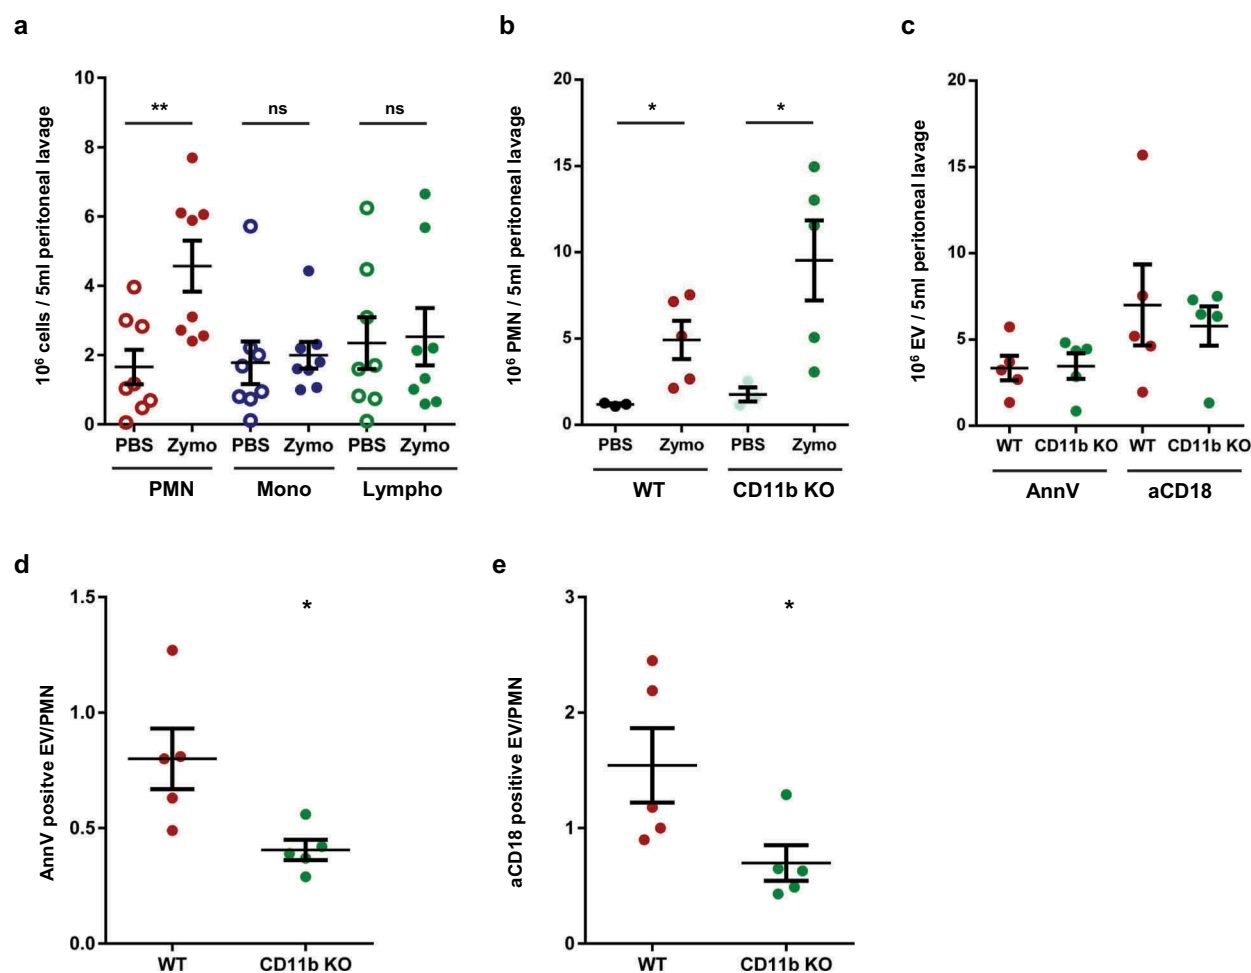 a
10⁶ cells / 5ml peritoneal lavage
10
8
6
4
2
0
**
ns
ns
PBS Zymo PBS Zymo PBS Zymo
PMN Mono Lympho
b
10⁶ PMN / 5ml peritoneal lavage
20
15
10
5
0
*
*
PBS Zymo PBS Zymo
WT CD11b KO
c
10⁶ EV / 5ml peritoneal lavage
20
15
10
5
0
WT CD11b KO WT CD11b KO
AnnV aCD18
d
AnnV positve EV/PMN
1.5
1.0
0.5
0.0
*
WT CD11b KO
e
aCD18 positive EV/PMN
3
2
1
0
*
WT CD11b KO